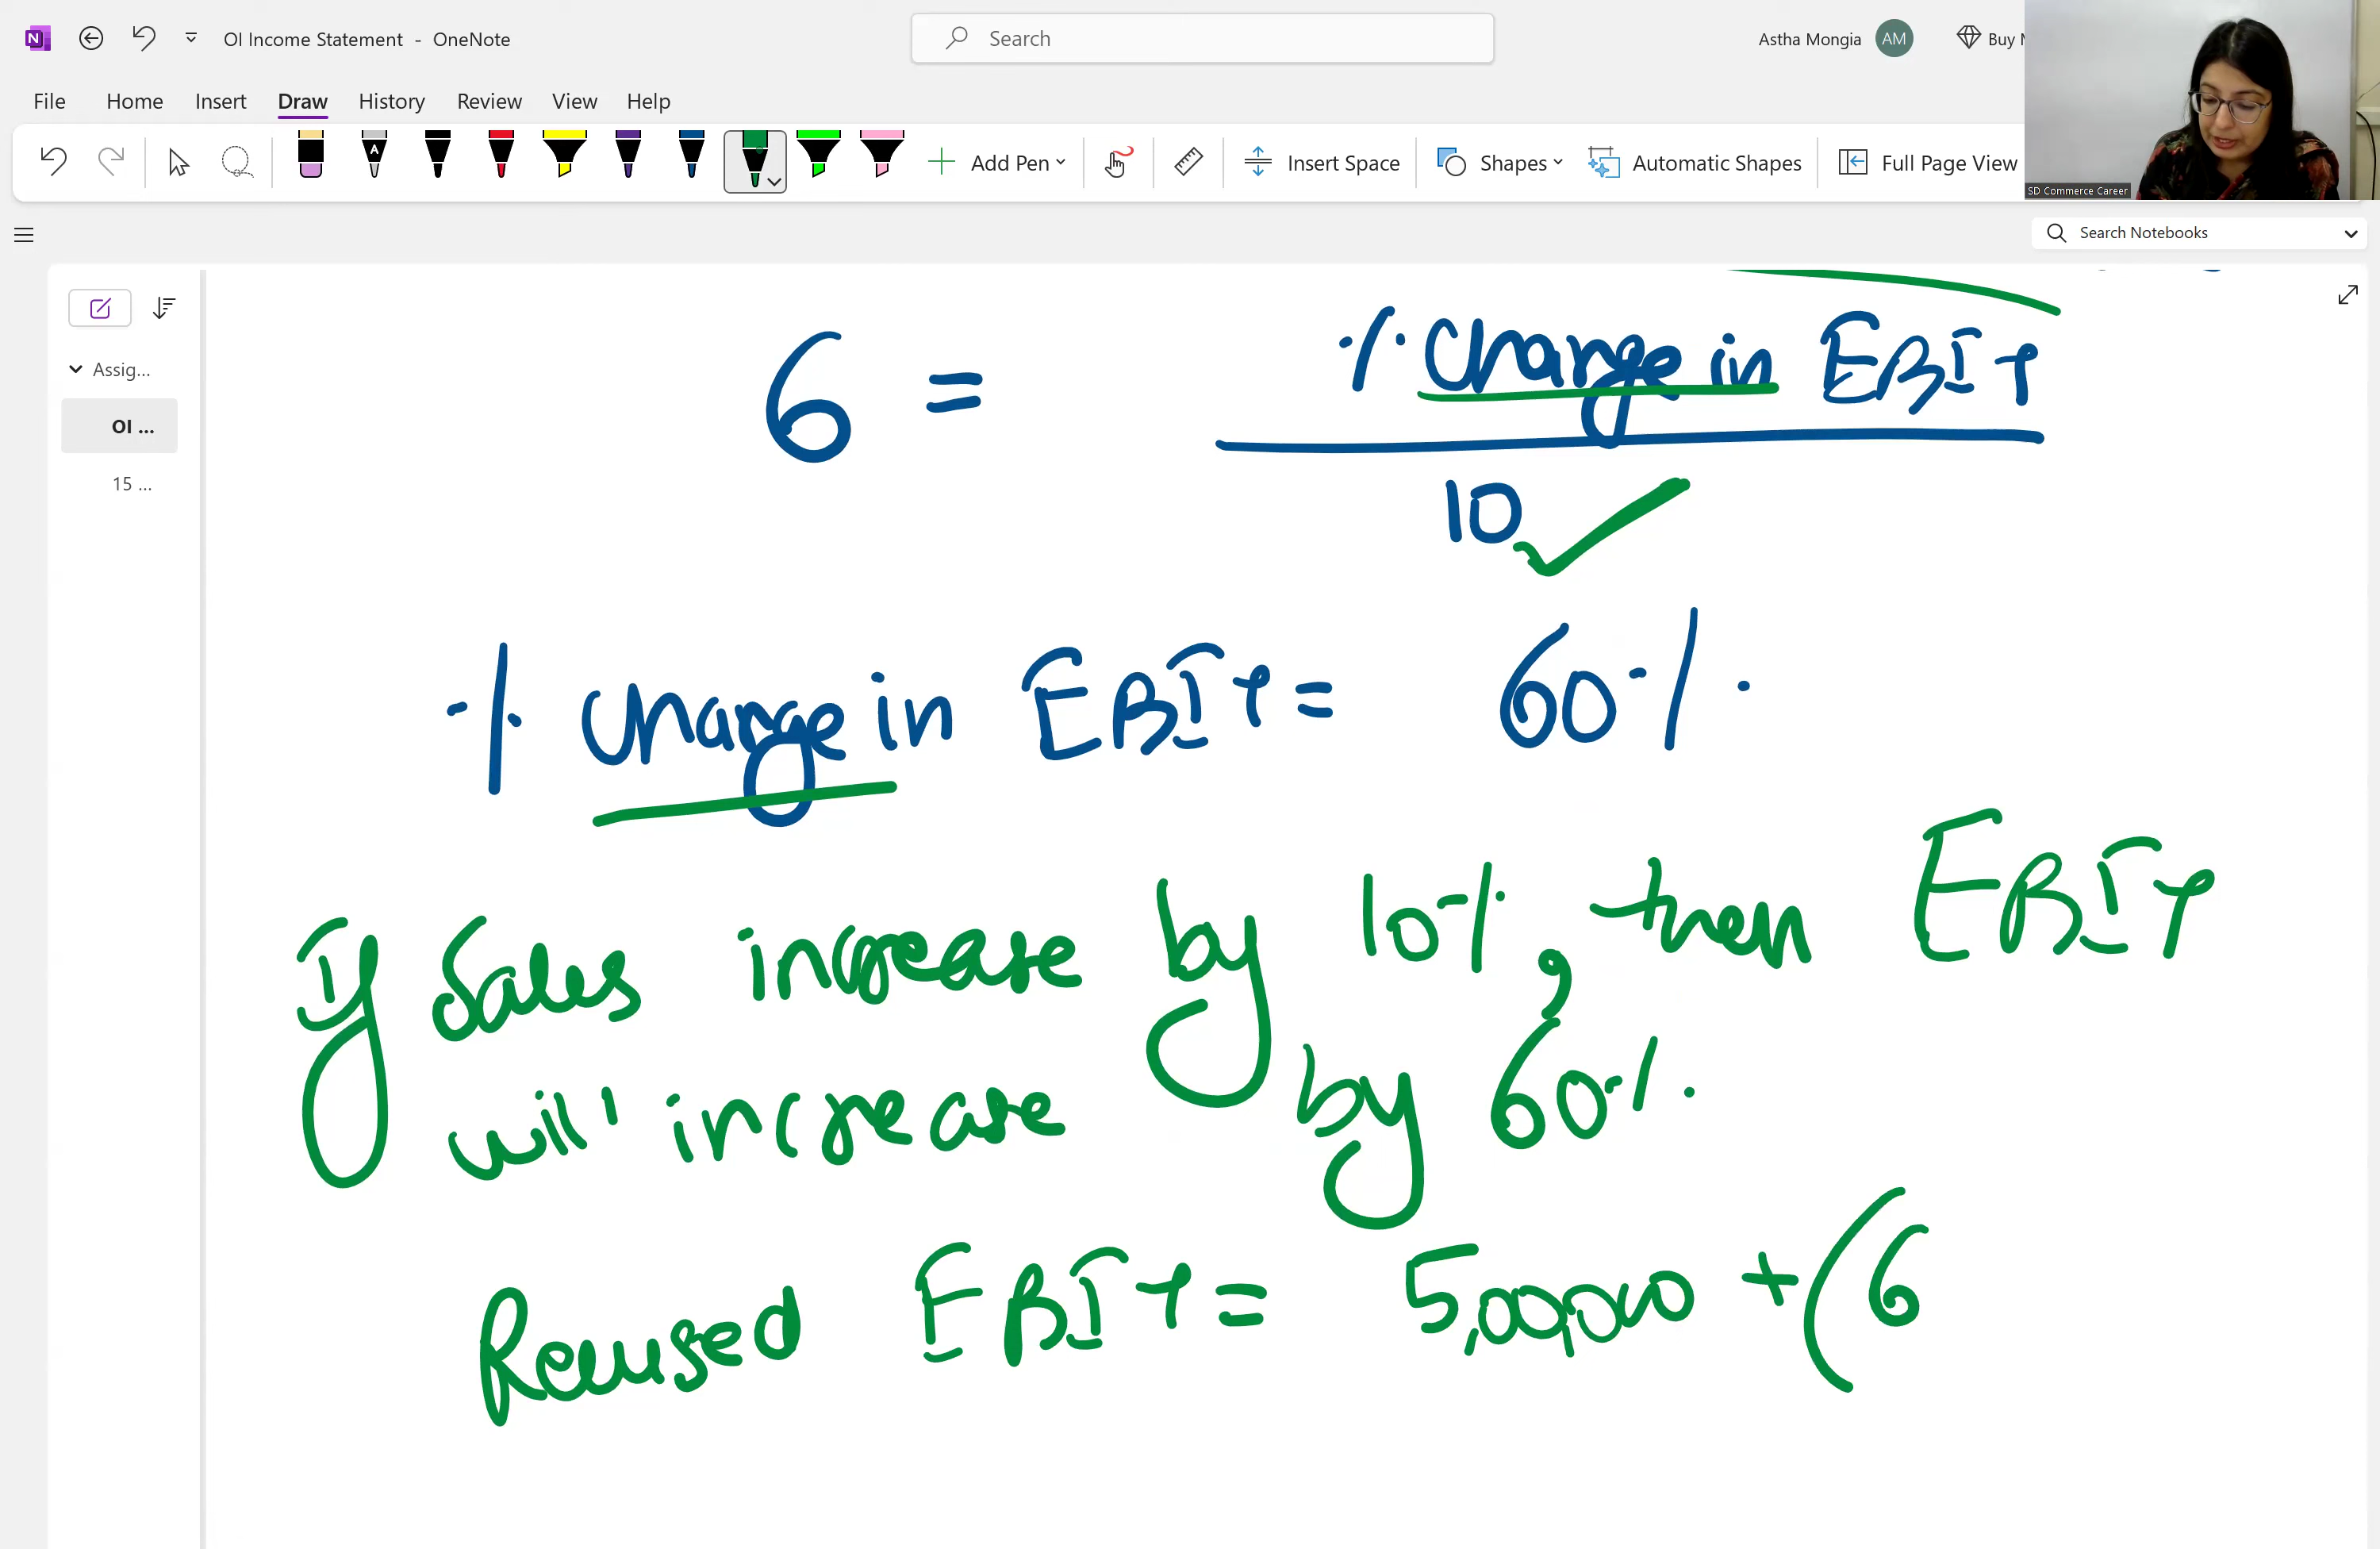 OI Income Statement - OneNote
Search
Astha Mongia AM Buy
File Home Insert Draw History Review View Help
A Add Pen Insert Space Shapes Automatic Shapes Full Page View
SD Commerce Career
Search Notebooks
Assig...
OI ...
15 ...
6 = % change in EBIT
10
% change in EBIT = 60%.
if Sales increase by 10%, then EBIT
will increase by 60%.
Revised EBIT = 5,00,000 + (6